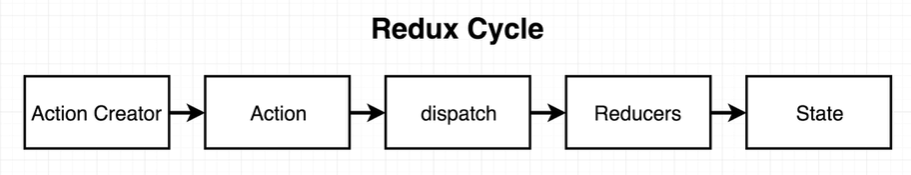 Redux Cycle
Action Creator
Action
dispatch
Reducers
State